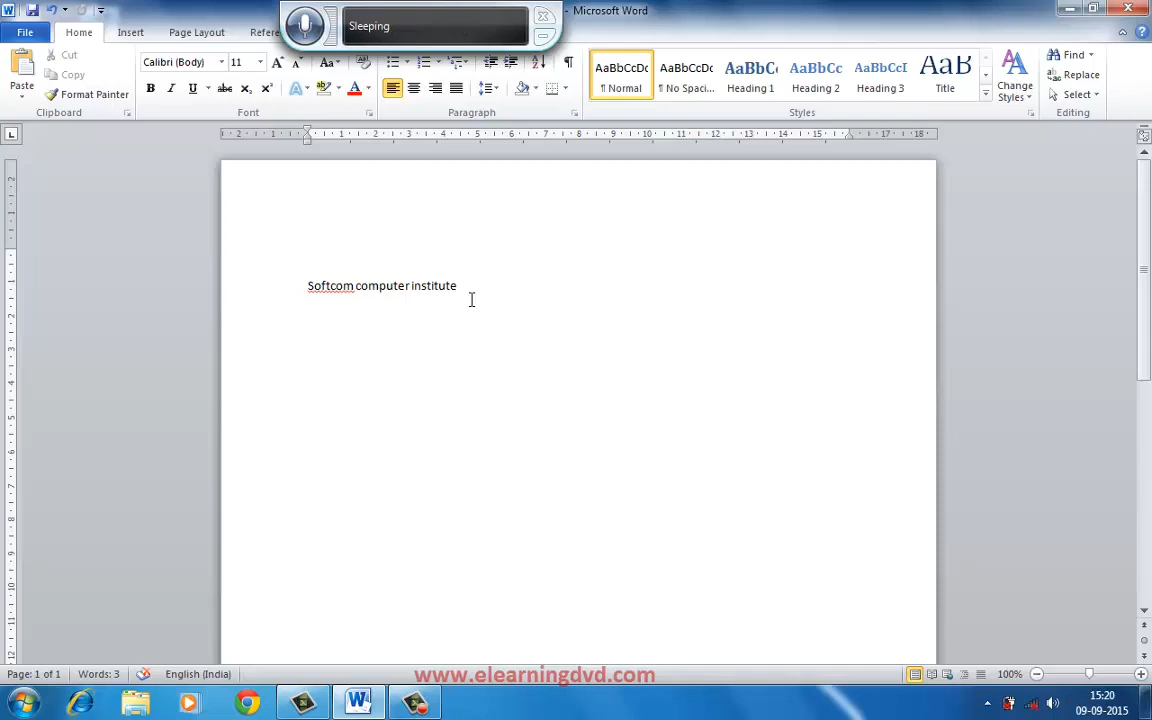 Sleeping
- Microsoft Word
File Home Insert Page Layout Refere
Paste
Cut
Copy
Format Painter
Clipboard
Calibri (Body) 11
Font
Paragraph
AaBbCcDc AaBbCcDc AaBbC AaBbCc AaBbCcI AaB
¶ Normal ¶ No Spaci... Heading 1 Heading 2 Heading 3 Title
Change Styles
Styles
Find
Replace
Select
Editing
Softcom computer institute
Page: 1 of 1 Words: 3 English (India) 100%
www.elearningdvd.com
15:20
09-09-2015